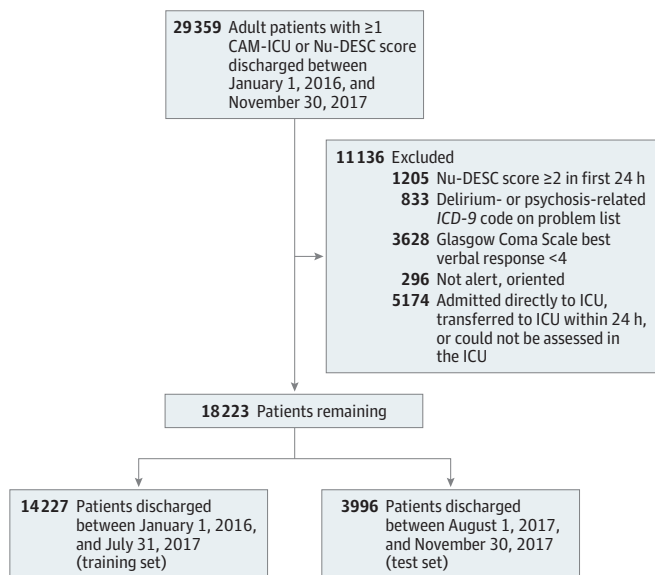 29359 Adult patients with ≥1
CAM-ICU or Nu-DESC score
discharged between
January 1, 2016, and
November 30, 2017
11136 Excluded
1205 Nu-DESC score ≥2 in first 24 h
833 Delirium- or psychosis-related
ICD-9 code on problem list
3628 Glasgow Coma Scale best
verbal response <4
296 Not alert, oriented
5174 Admitted directly to ICU,
transferred to ICU within 24 h,
or could not be assessed in
the ICU
18223 Patients remaining
14227 Patients discharged
between January 1, 2016,
and July 31, 2017
(training set)
3996 Patients discharged
between August 1, 2017,
and November 30, 2017
(test set)